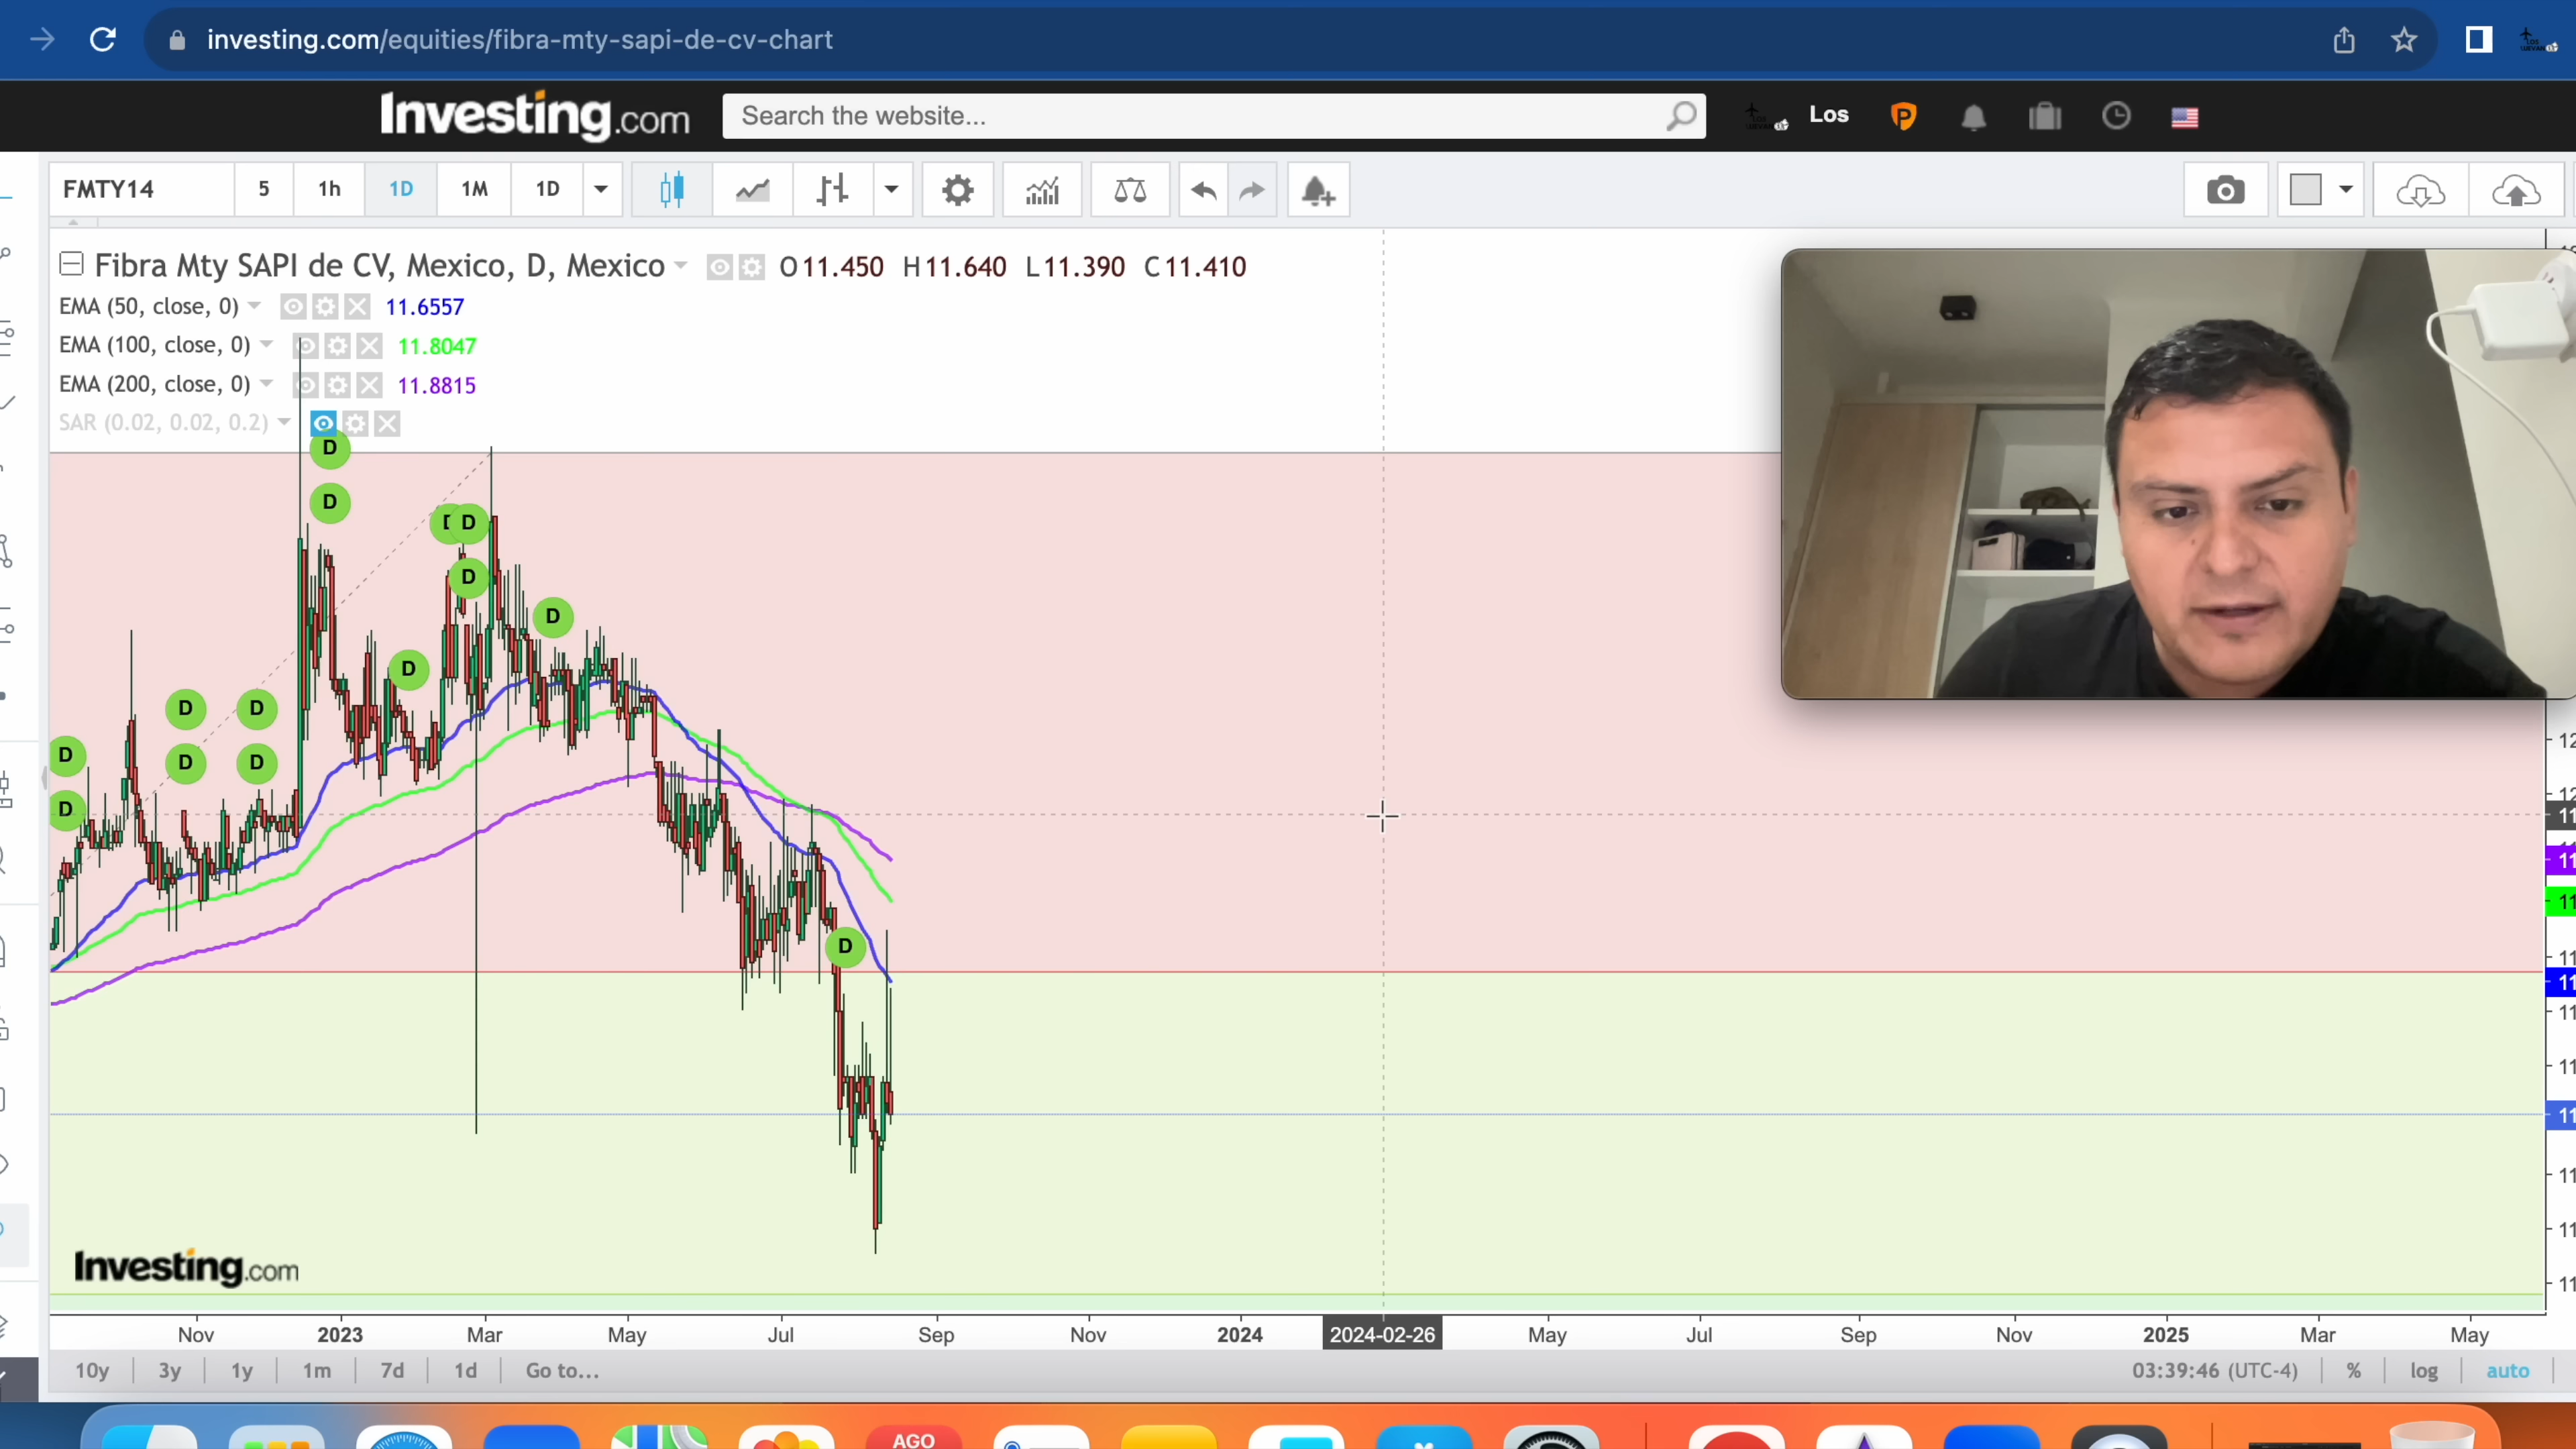 investing.com/equities/fibra-mty-sapi-de-cv-chart
Investing.com
Search the website...
Los
FMTY14
5
1h
1D
1M
1D
Fibra Mty SAPI de CV, Mexico, D, Mexico
O11.450 H11.640 L11.390 C11.410
EMA (50, close, 0)
11.6557
EMA (100, close, 0)
11.8047
EMA (200, close, 0)
11.8815
SAR (0.02, 0.02, 0.2)
D
D
D
D
D
D
D
D
D
D
D
D
D
D
Investing.com
Nov
2023
Mar
May
Jul
Sep
Nov
2024
2024-02-26
May
Jul
Sep
Nov
2025
Mar
May
10y
3y
1y
1m
7d
1d
Go to...
03:39:46 (UTC-4)
%
log
auto
AGO